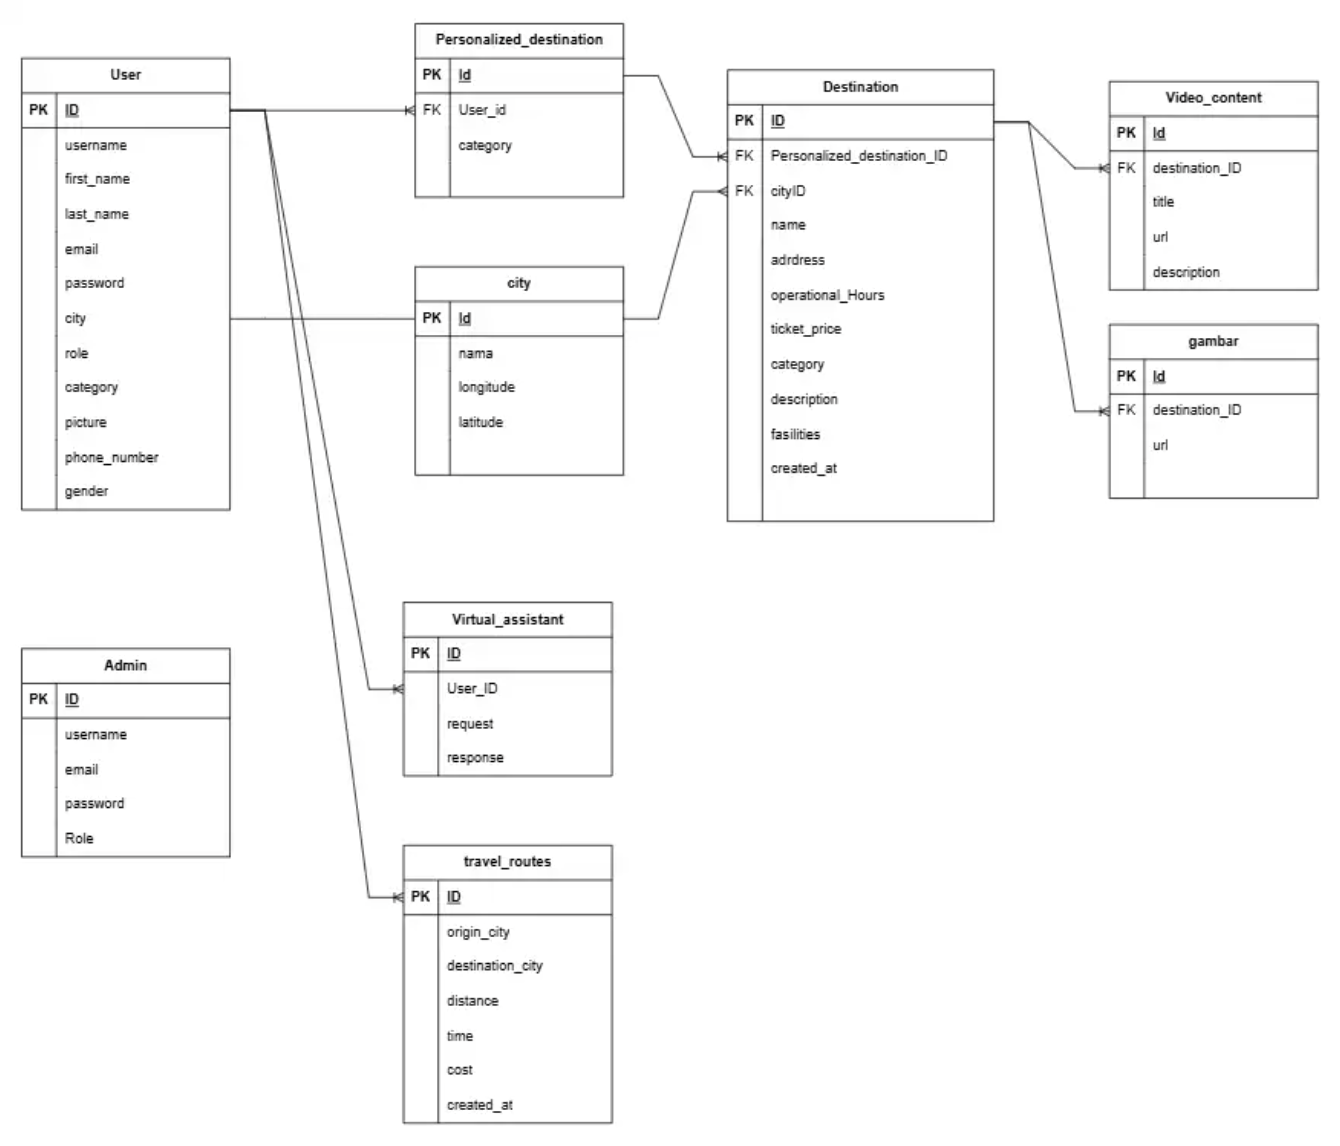 User
PK ID
username
first_name
last_name
email
password
city
role
category
picture
phone_number
gender
Personalized_destination
PK Id
FK User_id
category
city
PK Id
nama
longitude
latitude
Destination
PK ID
FK Personalized_destination_ID
FK cityID
name
adrdress
operational_Hours
ticket_price
category
description
fasilities
created_at
Video_content
PK Id
FK destination_ID
title
url
description
gambar
PK Id
FK destination_ID
url
Admin
PK ID
username
email
password
Role
Virtual_assistant
PK ID
User_ID
request
response
travel_routes
PK ID
origin_city
destination_city
distance
time
cost
created_at